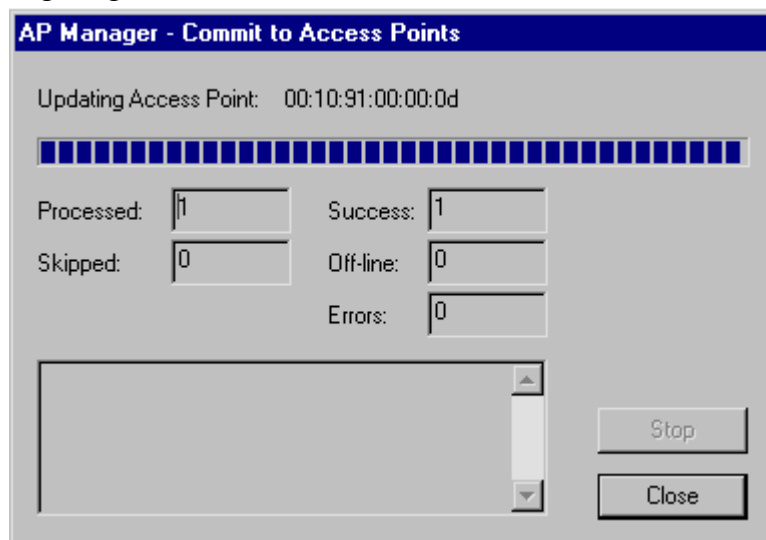 AP Manager - Commit to Access Points
Updating Access Point: 00:10:91:00:00:0d
Processed: 1 Success: 1
Skipped: 0 Off-line: 0
Errors: 0
Stop
Close